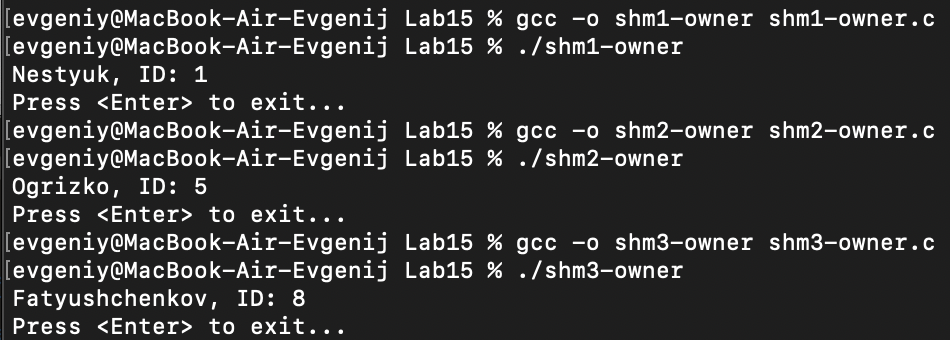 [evgeniy@MacBook-Air-Evgenij Lab15 % gcc -o shm1-owner shm1-owner.c
[evgeniy@MacBook-Air-Evgenij Lab15 % ./shm1-owner
Nestyuk, ID: 1
Press <Enter> to exit...
[evgeniy@MacBook-Air-Evgenij Lab15 % gcc -o shm2-owner shm2-owner.c
[evgeniy@MacBook-Air-Evgenij Lab15 % ./shm2-owner
Ogrizko, ID: 5
Press <Enter> to exit...
[evgeniy@MacBook-Air-Evgenij Lab15 % gcc -o shm3-owner shm3-owner.c
[evgeniy@MacBook-Air-Evgenij Lab15 % ./shm3-owner
Fatyushchenkov, ID: 8
Press <Enter> to exit...